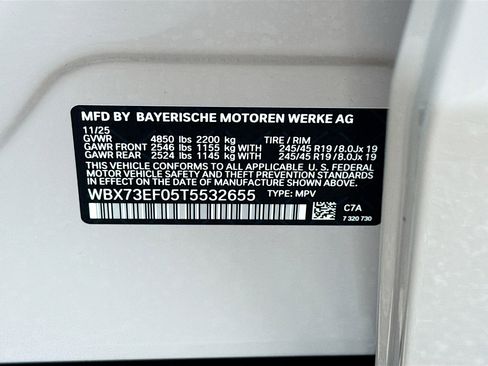 MFD BY BAYERISCHE MOTOREN WERKE AG
11/25
GVWR 4850 lbs 2200 kg TIRE / RIM
GAWR FRONT 2546 lbs 1155 kg WITH 245/45 R19 / 8.0Jx 19
GAWR REAR 2524 lbs 1145 kg WITH 245/45 R19 / 8.0Jx 19
THIS VEHICLE CONFORMS TO ALL APPLICABLE U.S. FEDERAL
MOTOR VEHICLE SAFETY AND THEFT PREVENTION STANDARDS
IN EFFECT ON THE DATE OF MANUFACTURE SHOWN ABOVE.
WBX73EF05T5532655 TYPE: MPV
C7A
7 320 730